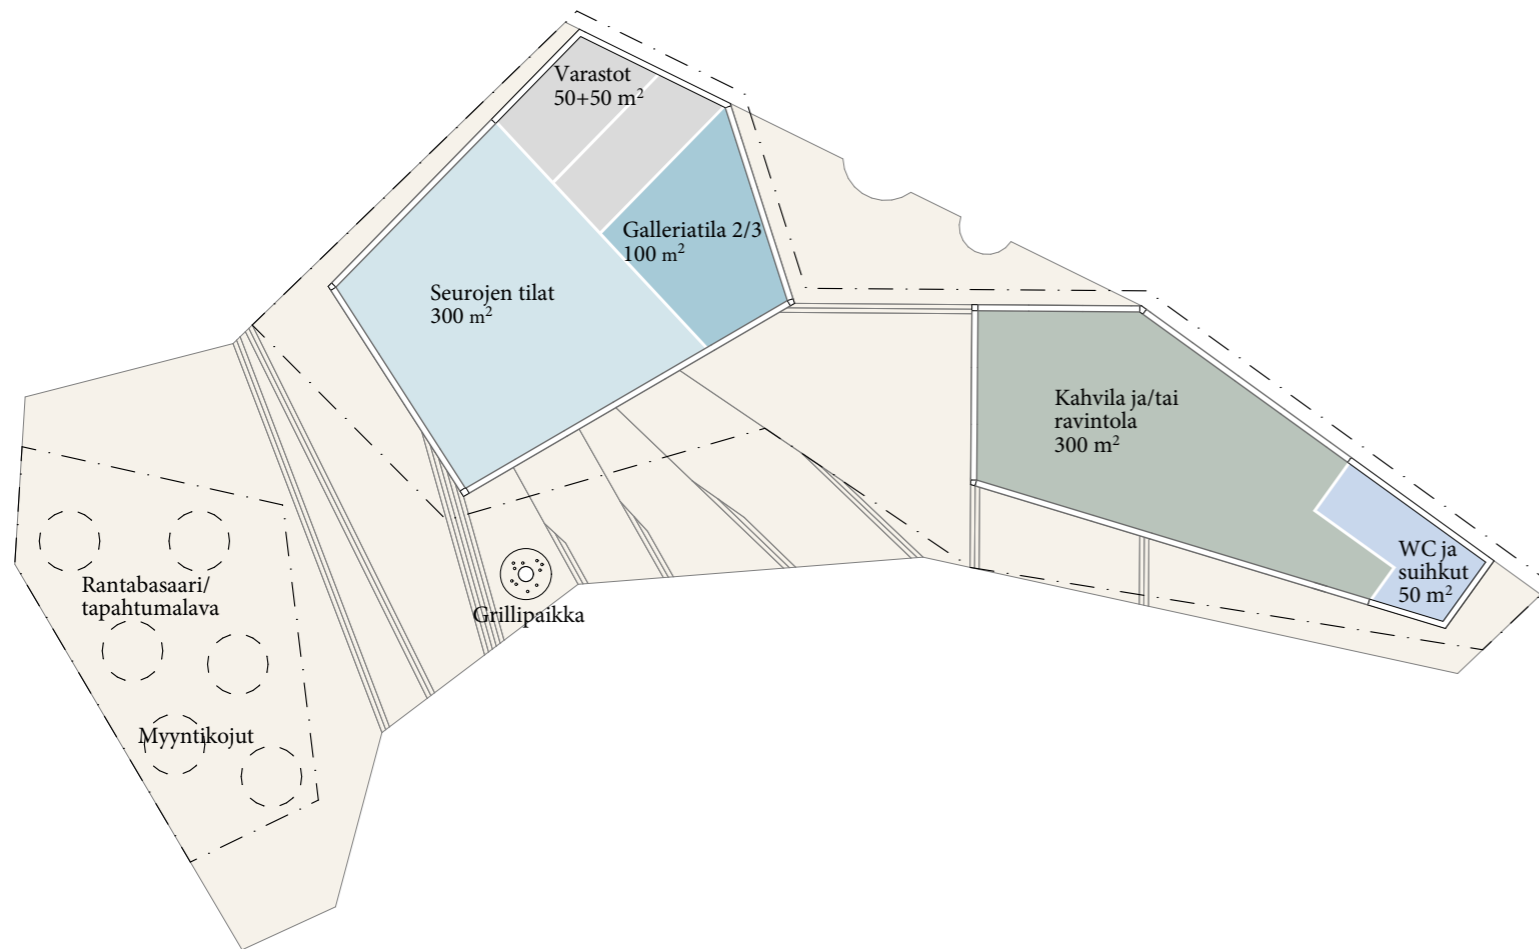 Varastot
50+50 m²
Galleriatila 2/3
100 m²
Seurojen tilat
300 m²
Kahvila ja/tai
ravintola
300 m²
WC ja
suihkut
50 m²
Rantabasaari/
tapahtumalava
Grillipaikka
Myyntikojut